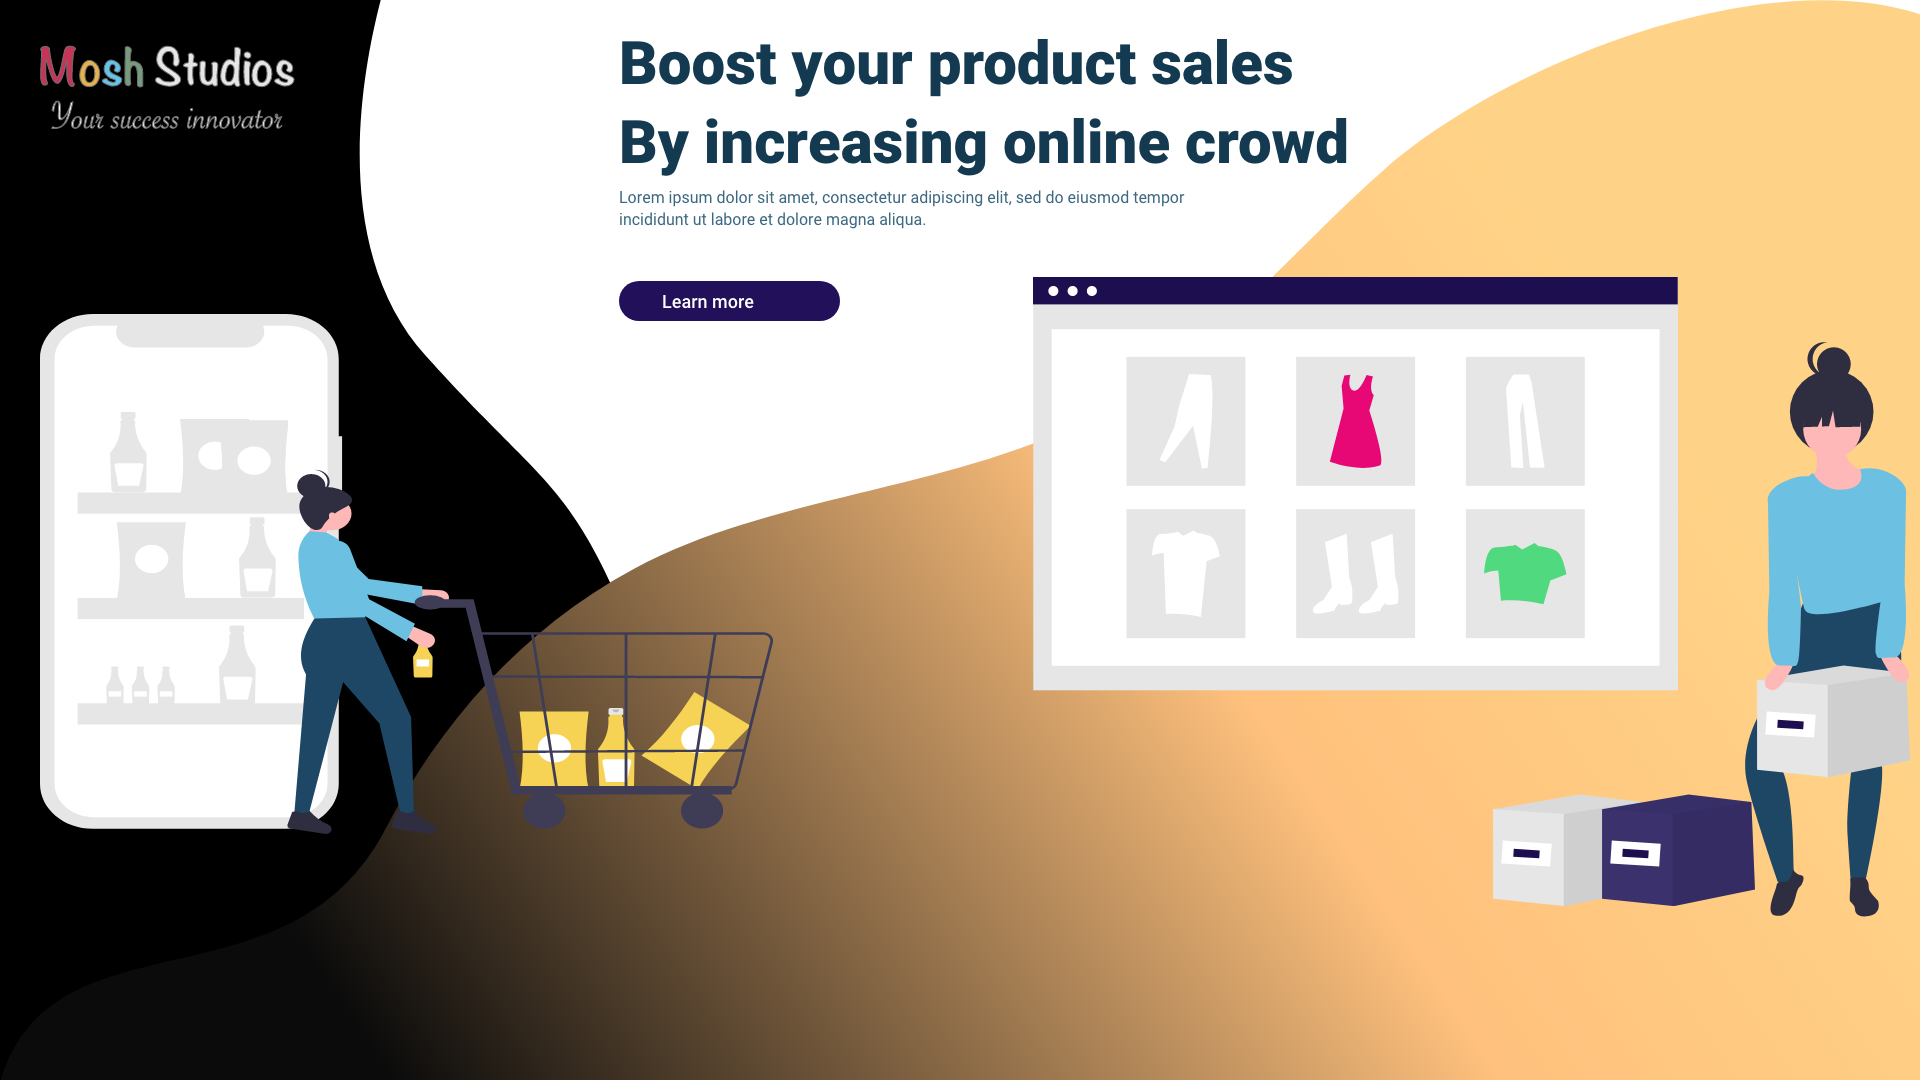 Mosh Studios
Your success innovator
Boost your product sales
By increasing online crowd
Lorem ipsum dolor sit amet, consectetur adipiscing elit, sed do eiusmod tempor
incididunt ut labore et dolore magna aliqua.
Learn more